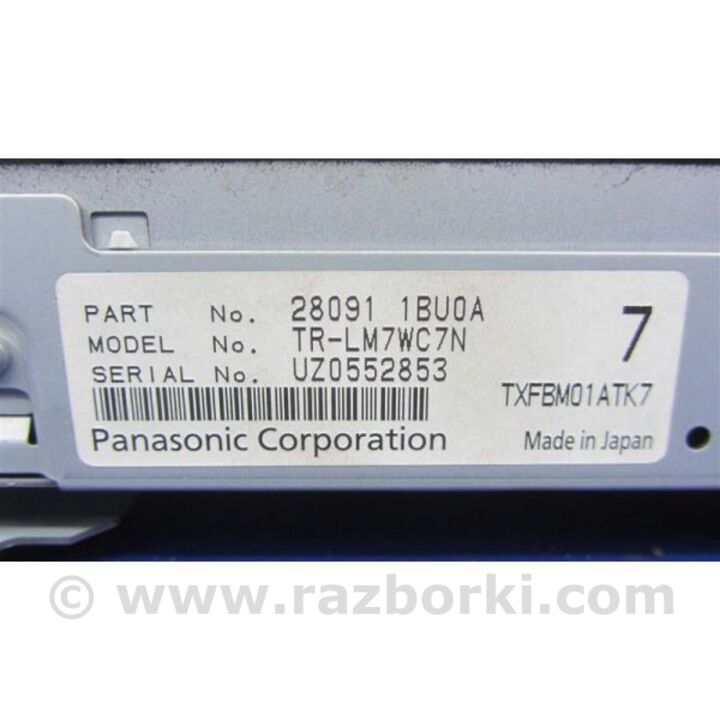 PART No. 28091 1BU0A
MODEL No. TR-LM7WC7N
SERIAL No. UZ0552853
7
TXFBM01ATK7
Panasonic Corporation
Made in Japan
© www.razborki.com